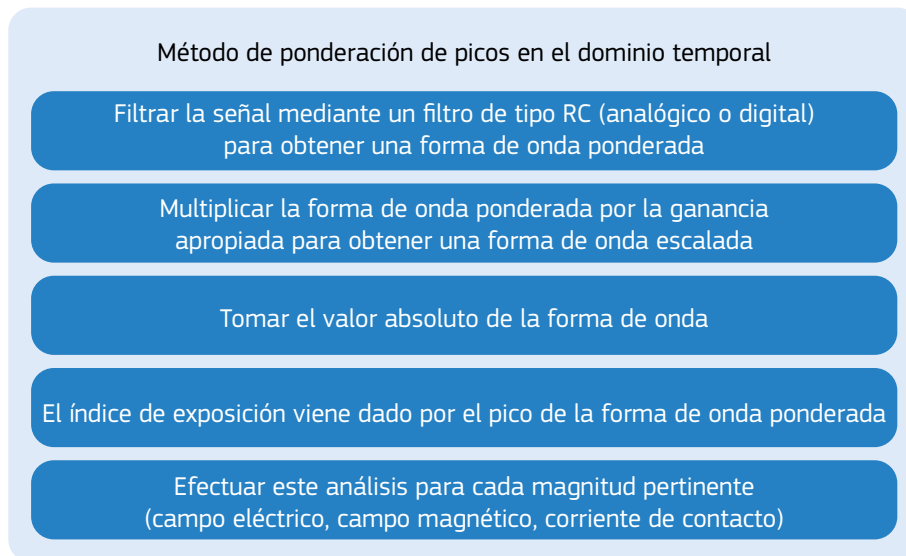 Método de ponderación de picos en el dominio temporal
Filtrar la señal mediante un filtro de tipo RC (analógico o digital)
para obtener una forma de onda ponderada
Multiplicar la forma de onda ponderada por la ganancia
apropiada para obtener una forma de onda escalada
Tomar el valor absoluto de la forma de onda
El índice de exposición viene dado por el pico de la forma de onda ponderada
Efectuar este análisis para cada magnitud pertinente
(campo eléctrico, campo magnético, corriente de contacto)